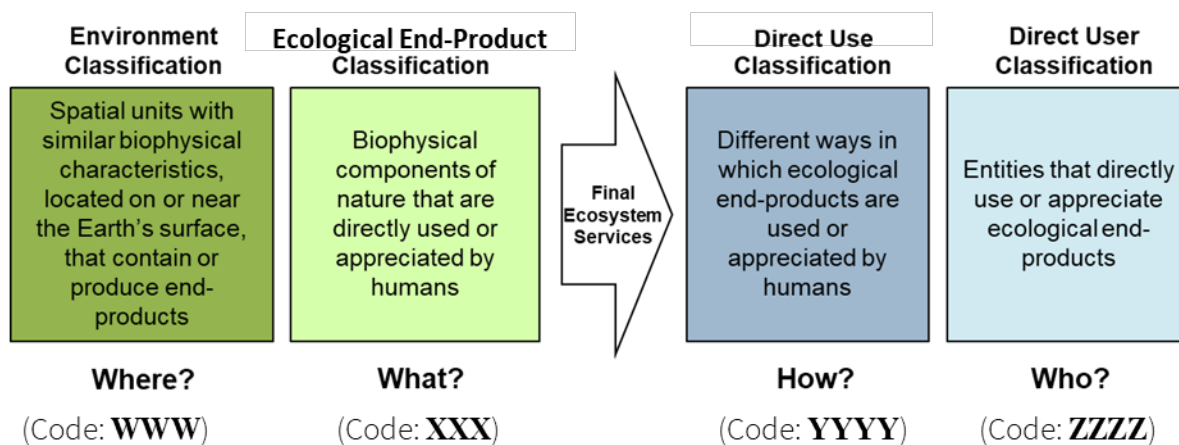 Environment
Classification
Spatial units with
similar biophysical
characteristics,
located on or near
the Earth's surface,
that contain or
produce end-
products
Where?
(Code: WWW)
Ecological End-Product
Classification
Biophysical
components of
nature that are
directly used or
appreciated by
humans
What?
(Code: XXX)
Final
Ecosystem
Services
Direct Use
Classification
Different ways in
which ecological
end-products are
used or
appreciated by
humans
How?
(Code: YYYY)
Direct User
Classification
Entities that directly
use or appreciate
ecological end-
products
Who?
(Code: ZZZZ)